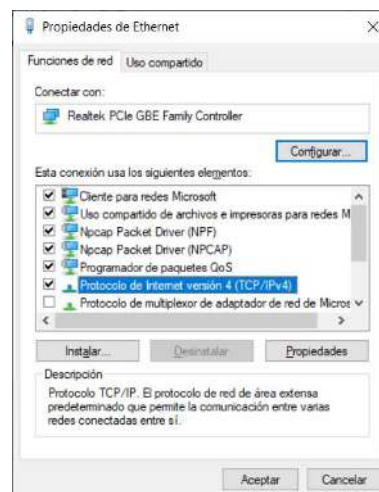 Propiedades de Ethernet
Funciones de red Uso compartido
Conectar con:
Realtek PCIe GBE Family Controller
Configurar...
Esta conexión usa los siguientes elementos:
Cliente para redes Microsoft
Uso compartido de archivos e impresoras para redes M
Npcap Packet Driver (NPF)
Npcap Packet Driver (NPCAP)
Programador de paquetes QoS
Protocolo de Internet versión 4 (TCP/IPv4)
Protocolo de multiplexor de adaptador de red de Micros
Instalar... Desinstalar Propiedades
Descripción
Protocolo TCP/IP. El protocolo de red de área extensa
predeterminado que permite la comunicación entre varias
redes conectadas entre sí.
Aceptar Cancelar